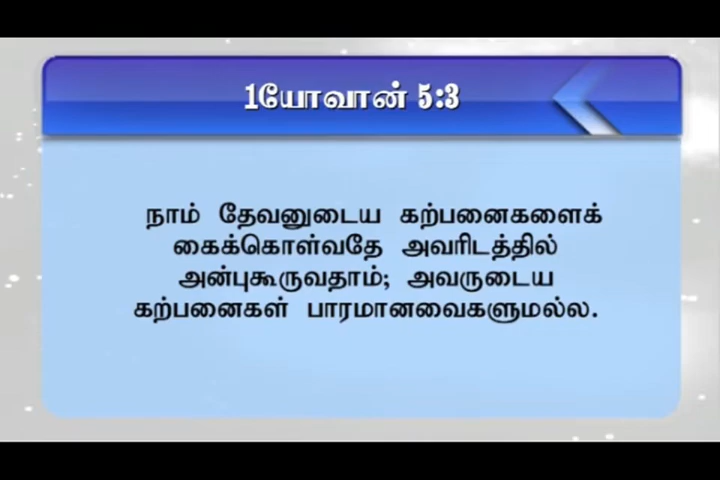 1யோவான் 5:3
நாம் தேவனுடைய கற்பனைகளைக்
கைக்கொள்வதே அவரிடத்தில்
அன்புகூருவதாம்; அவருடைய
கற்பனைகள் பாரமானவைகளுமல்ல.